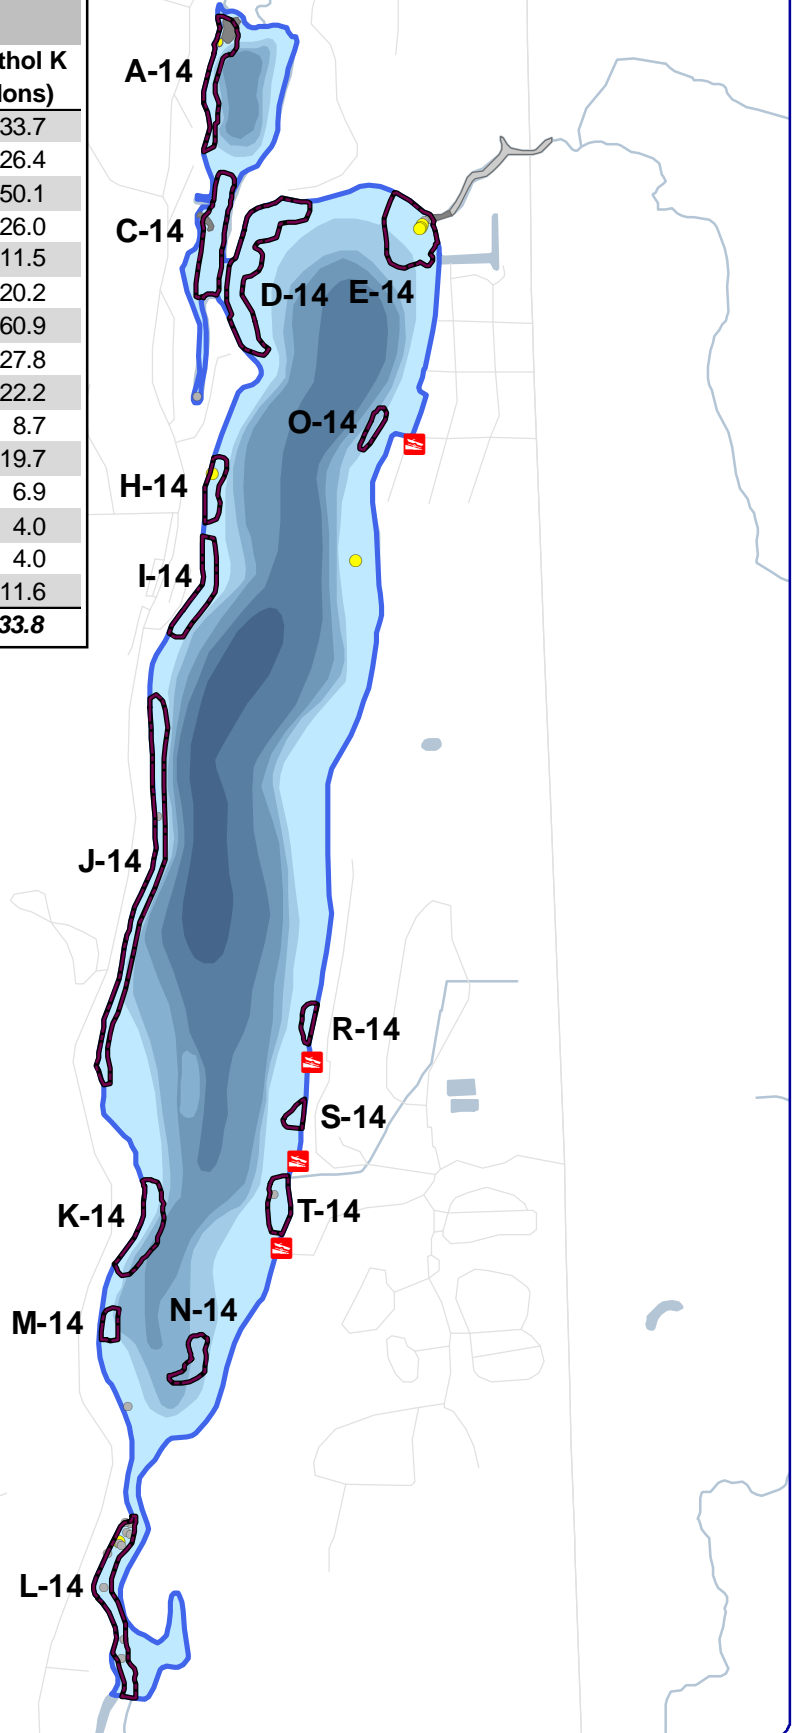 thol K
lons)
33.7
26.4
50.1
26.0
11.5
20.2
60.9
27.8
22.2
8.7
19.7
6.9
4.0
4.0
11.6
33.8
A-14
C-14
D-14
E-14
O-14
H-14
I-14
J-14
R-14
S-14
K-14
T-14
N-14
M-14
L-14